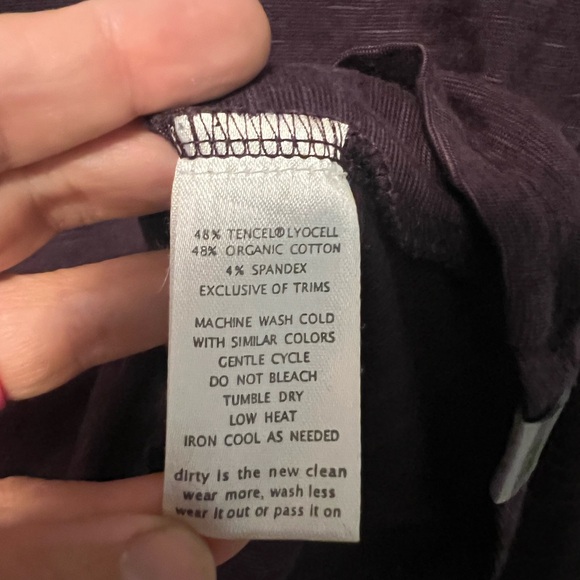 48% TENCEL®LYOCELL
48% ORGANIC COTTON
4% SPANDEX
EXCLUSIVE OF TRIMS
MACHINE WASH COLD
WITH SIMILAR COLORS
GENTLE CYCLE
DO NOT BLEACH
TUMBLE DRY
LOW HEAT
IRON COOL AS NEEDED
dirty is the new clean
wear more, wash less
wear it out or pass it on